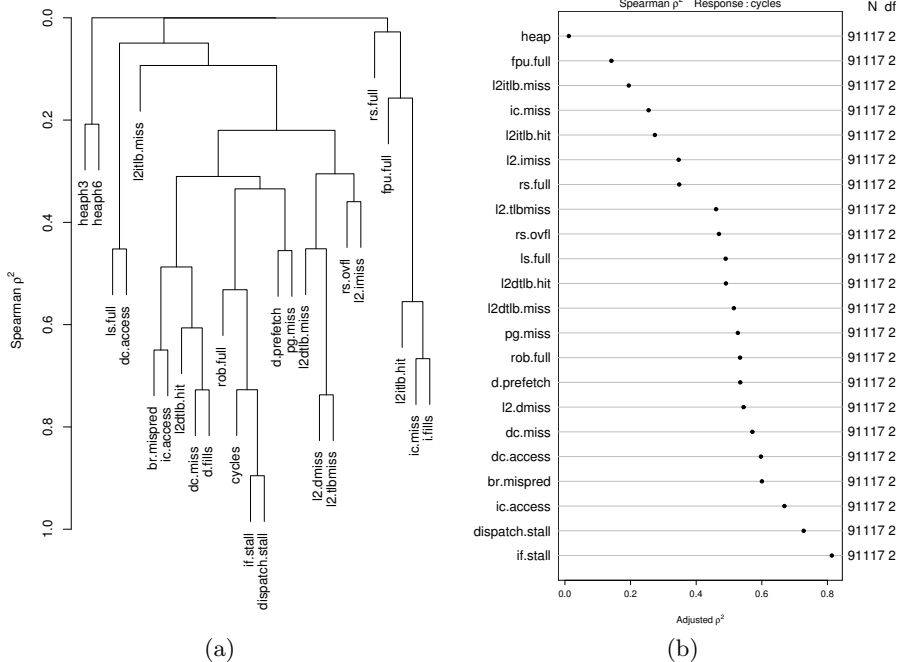 Spearman ρ²
0.0
0.2
0.4
0.6
0.8
1.0
heaph3
heaph6
ls.full
dc.access
l2itlb.miss
br.mispred
ic.access
l2dtlb.hit
dc.miss
d.fills
rob.full
cycles
if.stall
dispatch.stall
d.prefetch
pg.miss
l2dtlb.miss
l2.dmiss
l2.tlbmiss
rs.ovfl
l2.imiss
rs.full
fpu.full
l2itlb.hit
ic.miss
i.fills
(a)
Spearman ρ² Response : cycles
N df
heap 91117 2
fpu.full 91117 2
l2itlb.miss 91117 2
ic.miss 91117 2
l2itlb.hit 91117 2
l2.imiss 91117 2
rs.full 91117 2
l2.tlbmiss 91117 2
rs.ovfl 91117 2
ls.full 91117 2
l2dtlb.hit 91117 2
l2dtlb.miss 91117 2
pg.miss 91117 2
rob.full 91117 2
d.prefetch 91117 2
l2.dmiss 91117 2
dc.miss 91117 2
dc.access 91117 2
br.mispred 91117 2
ic.access 91117 2
dispatch.stall 91117 2
if.stall 91117 2
0.0 0.2 0.4 0.6 0.8
Adjusted ρ²
(b)